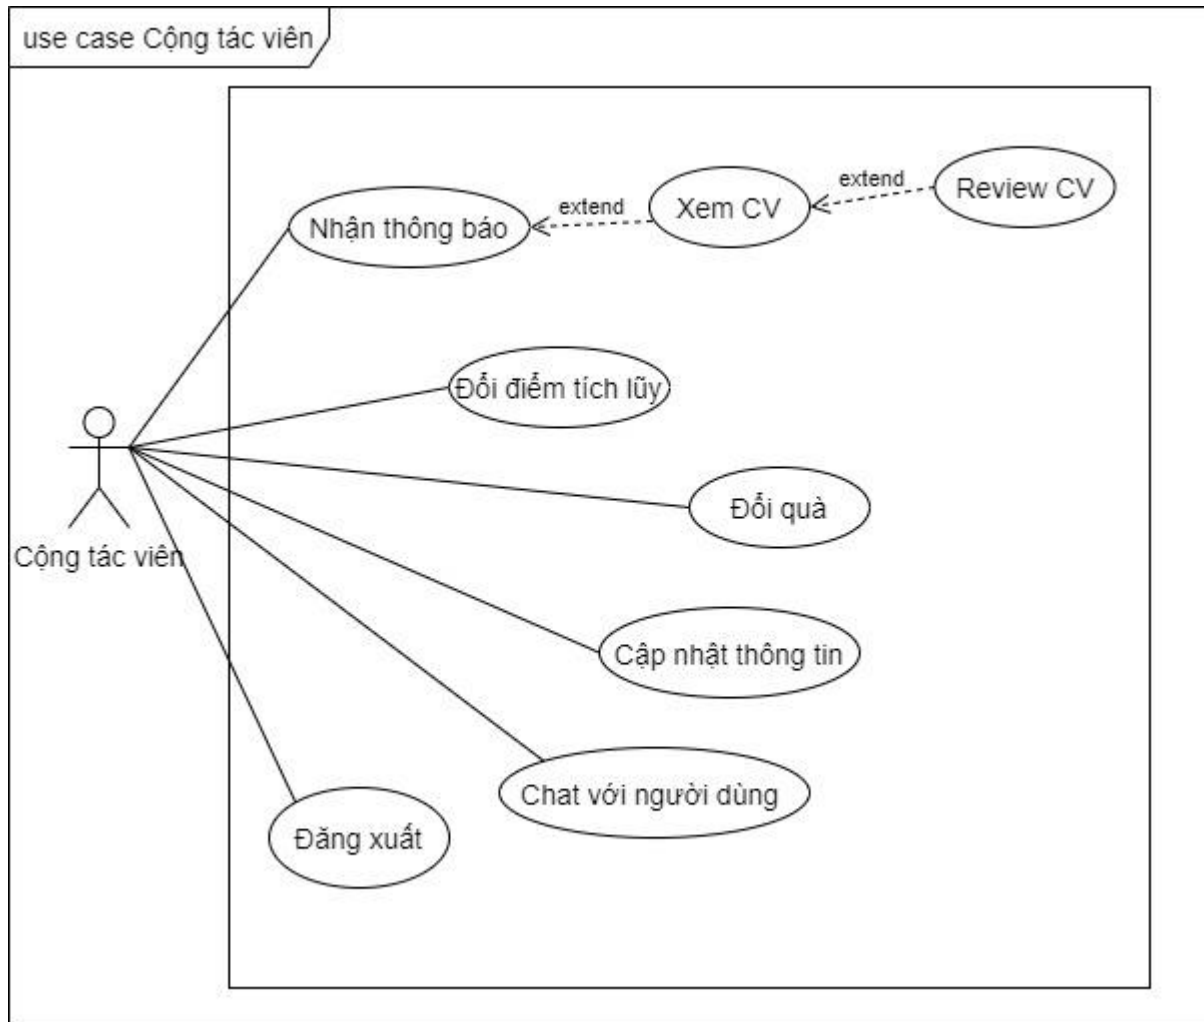 use case Cộng tác viên
Nhận thông báo
extend
Xem CV
extend
Review CV
Đổi điểm tích lũy
Đổi quà
Cộng tác viên
Cập nhật thông tin
Chat với người dùng
Đăng xuất